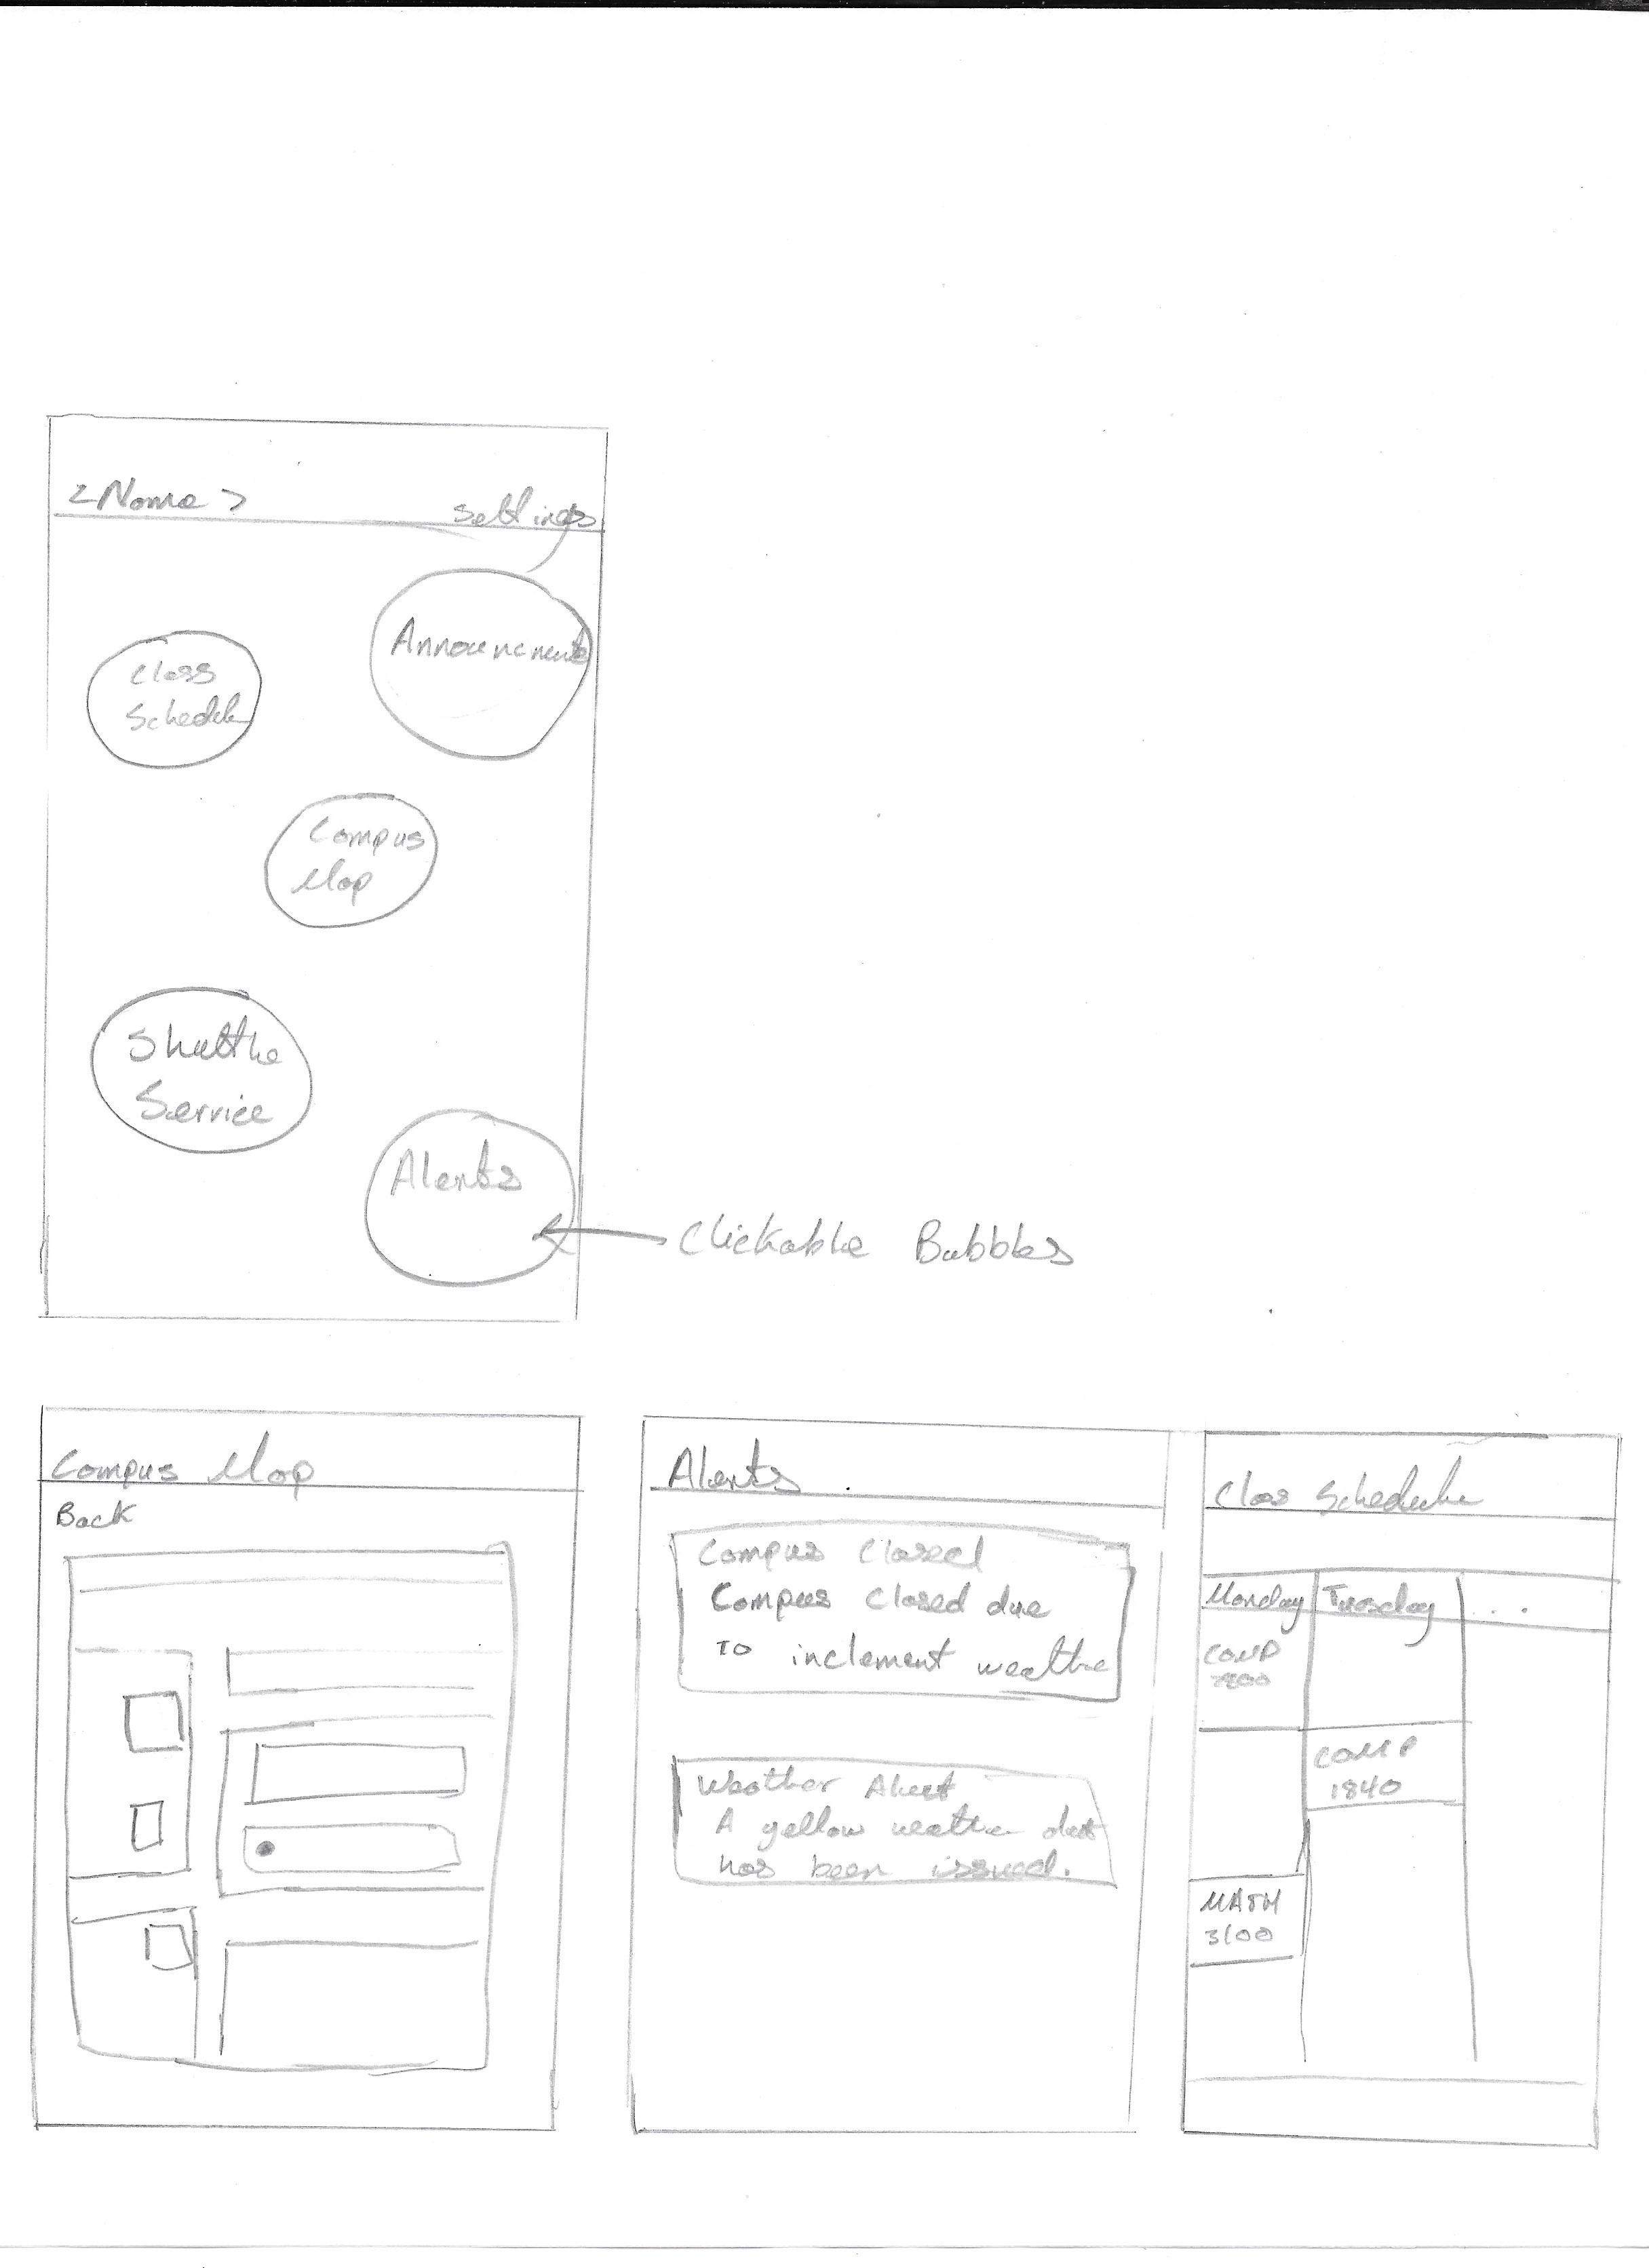 <Name>
Settings
Announcements
Class
Schedule
Campus
Map
Shuttle
Service
Alerts
Clickable Bubbles
Campus Map
Back
Alerts
Campus Closed
Campus Closed due
to inclement weather
Weather Alert
A yellow weather alert
has been issued.
Class Schedule
Monday Tuesday ...
COMP
COMP
1840
MATH
3100